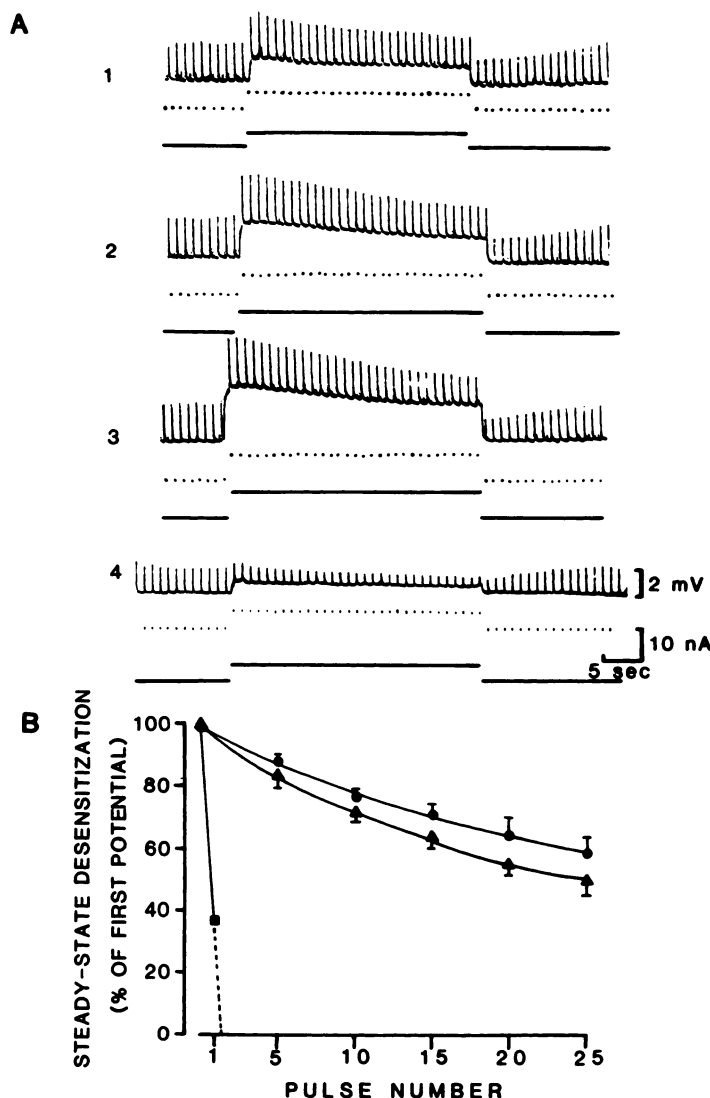 A
1
2
3
4
2 mV
10 nA
5 sec
B
STEADY-STATE DESENSITIZATION
(% OF FIRST POTENTIAL)
100
80
60
40
20
0
1 5 10 15 20 25
PULSE NUMBER